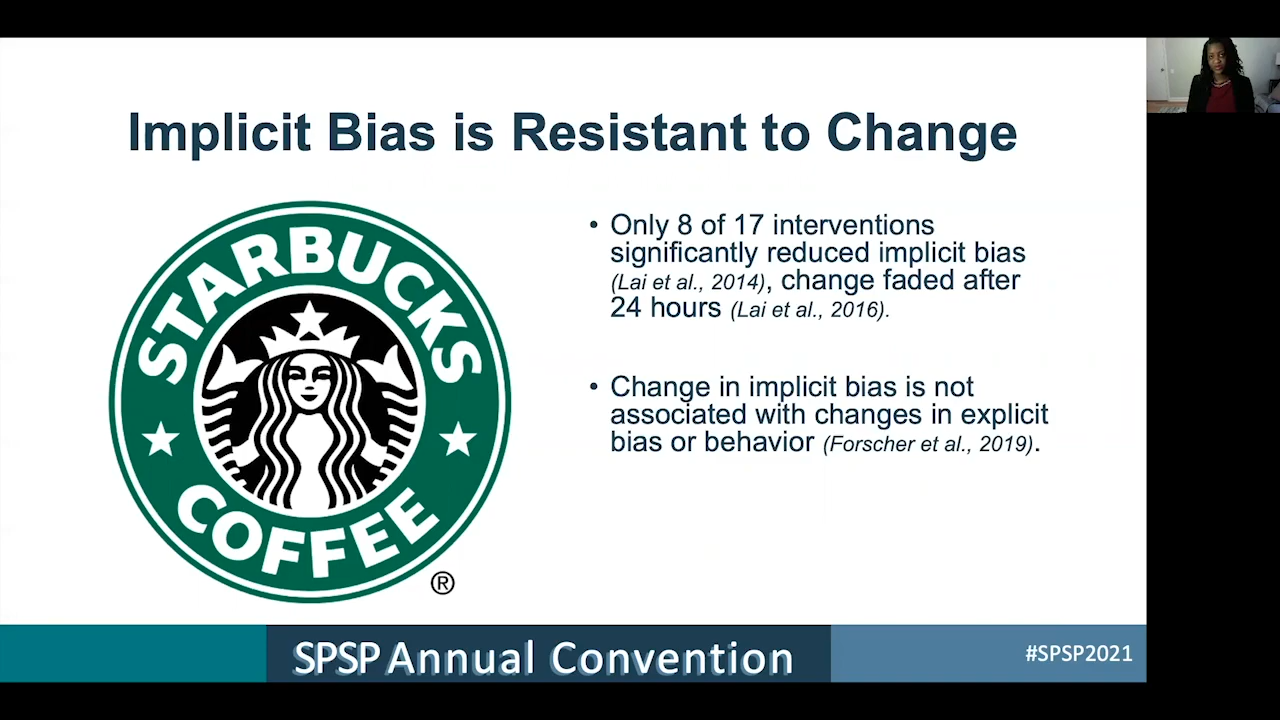 Implicit Bias is Resistant to Change
STARBUCKS
COFFEE
®
• Only 8 of 17 interventions
significantly reduced implicit bias
(Lai et al., 2014), change faded after
24 hours (Lai et al., 2016).
• Change in implicit bias is not
associated with changes in explicit
bias or behavior (Forscher et al., 2019).
SPSP Annual Convention
#SPSP2021